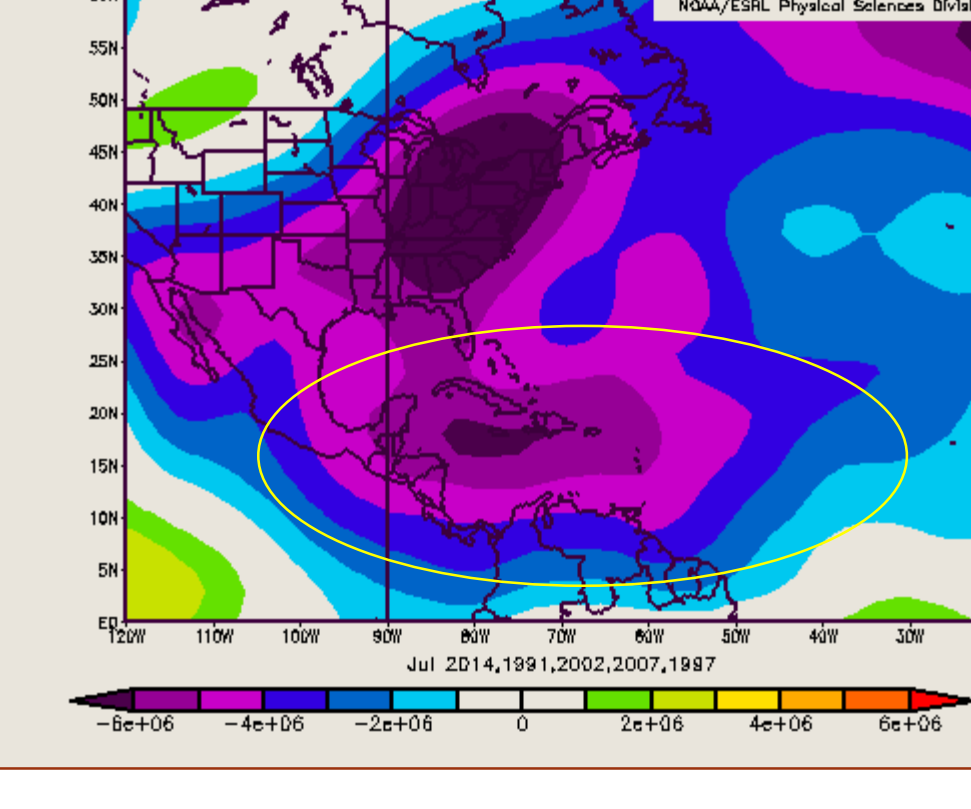 NOAA/ESRL Physical Sciences
55N
50N
45N
40N
35N
30N
25N
20N
15N
10N
5N
EQ
120W 110W 100W 90W 80W 70W 60W 50W 40W 30W
Jul 2014,1991,2002,2007,1997
-6e+06 -4e+06 -2e+06 0 2e+06 4e+06 6e+06